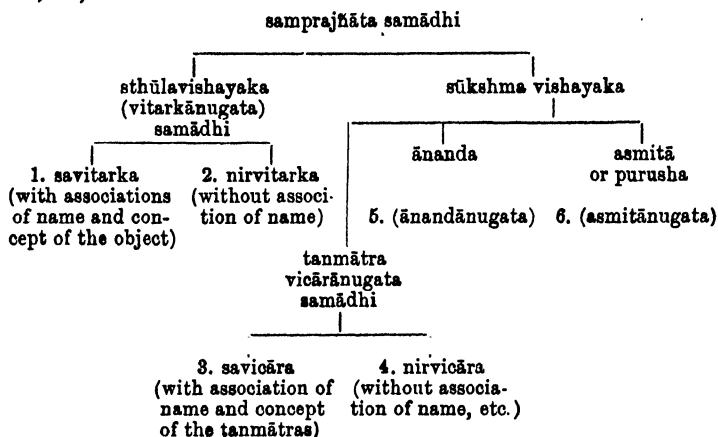 samprajñāta samādhi
sthūlavishayaka
(vitarkānugata)
samādhi
sūkshma vishayaka
1. savitarka
(with associations
of name and con-
cept of the object)
2. nirvitarka
(without associ-
tion of name)
ānanda
5. (ānandānugata)
asmitā
or purusha
6. (asmitānugata)
tanmātra
vicārānugata
samādhi
3. savicāra
(with association of
name and concept
of the tanmātras)
4. nirvicāra
(without associa-
tion of name, etc.)